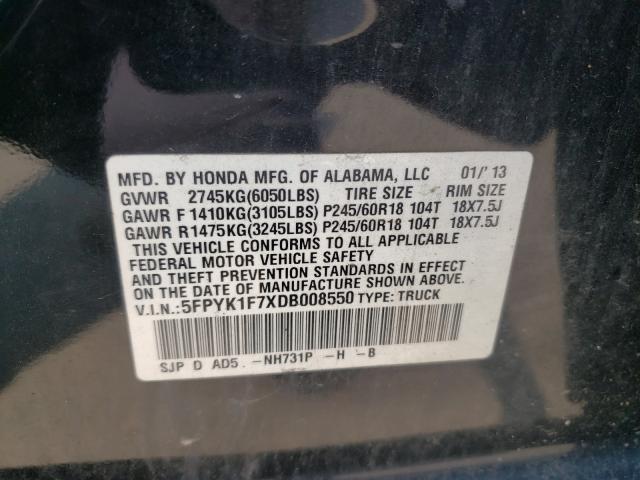 MFD. BY HONDA MFG. OF ALABAMA, LLC 01/'13
GVWR 2745KG(6050LBS) TIRE SIZE RIM SIZE
GAWR F 1410KG(3105LBS) P245/60R18 104T 18X7.5J
GAWR R1475KG(3245LBS) P245/60R18 104T 18X7.5J
THIS VEHICLE CONFORMS TO ALL APPLICABLE
FEDERAL MOTOR VEHICLE SAFETY
AND THEFT PREVENTION STANDARDS IN EFFECT
ON THE DATE OF MANUFACTURE SHOWN ABOVE.
V.I.N.:5FPYK1F7XDB008550 TYPE: TRUCK
SJP D AD5 -NH731P -H -B